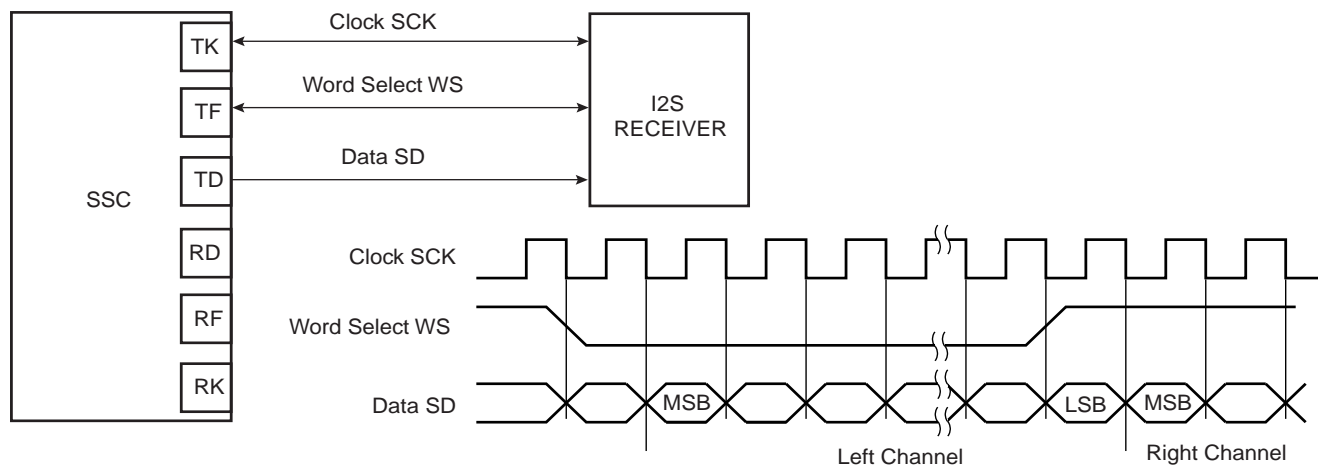 Clock SCK
TK
Word Select WS
TF
I2S
RECEIVER
Data SD
TD
SSC
RD
RF
RK
Clock SCK
Word Select WS
Data SD
MSB
LSB
MSB
Left Channel
Right Channel